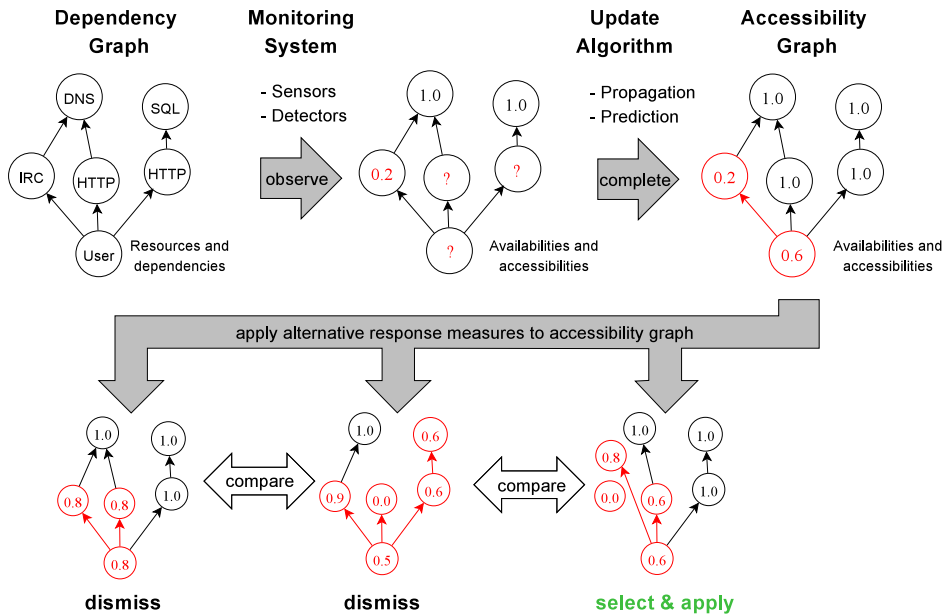 Dependency
Graph
Monitoring
System
Update
Algorithm
Accessibility
Graph
DNS
SQL
IRC
HTTP
HTTP
User
Resources and
dependencies
- Sensors
- Detectors
observe
1.0
1.0
0.2
?
?
?
Availabilities and
accessibilities
- Propagation
- Prediction
complete
1.0
1.0
0.2
1.0
1.0
0.6
Availabilities and
accessibilities
apply alternative response measures to accessibility graph
1.0
1.0
0.8
0.8
1.0
0.8
dismiss
compare
1.0
0.6
0.9
0.0
0.6
0.5
dismiss
compare
1.0
1.0
0.8
0.0
0.6
1.0
0.6
select & apply